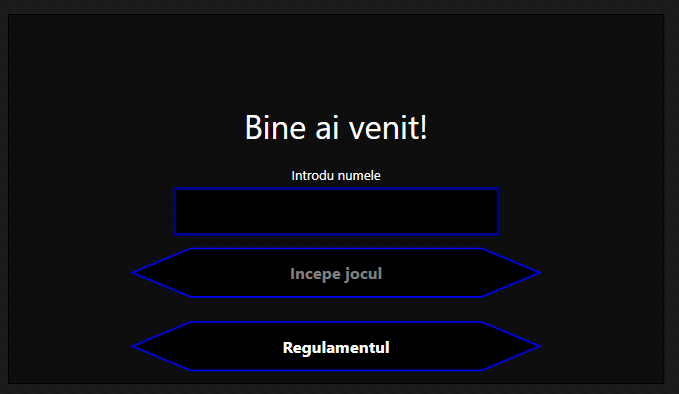 Bine ai venit!
Introdu numele
Incepe jocul
Regulamentul